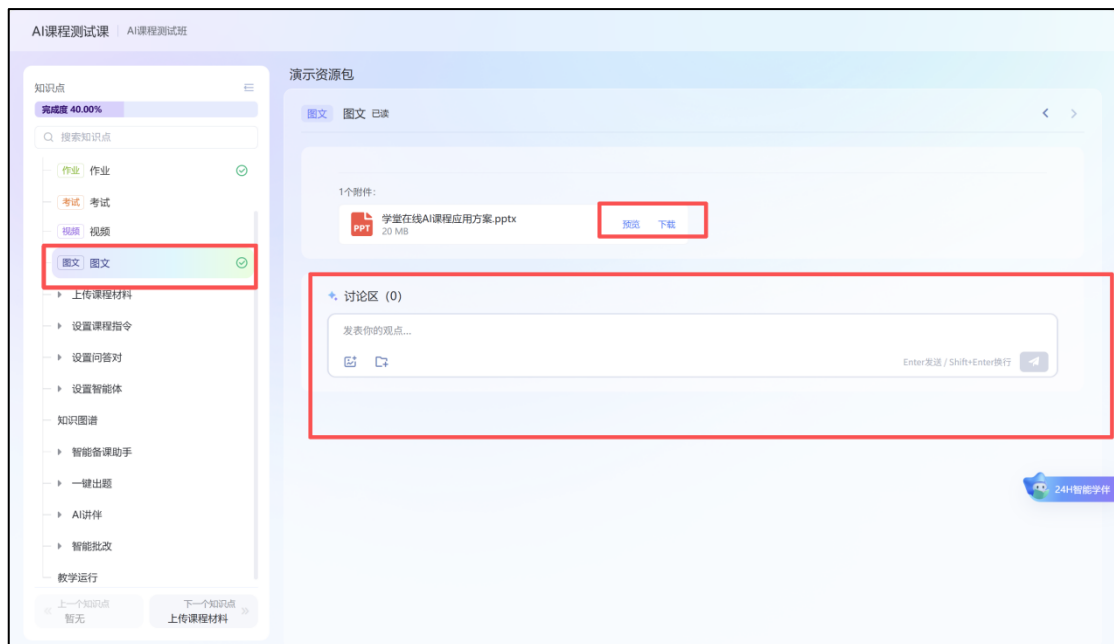 AI课程测试课 | AI课程测试班
知识点
完成度 40.00%
搜索知识点
作业 作业
考试 考试
视频 视频
图文 图文
上传课程材料
设置课程指令
设置问答对
设置智能体
知识图谱
智能备课助手
一键出题
AI讲伴
智能批改
教学运行
上一个知识点
暂无
下一个知识点
上传课程材料
演示资源包
图文 图文 已读
1个附件:
PPT
学堂在线AI课程应用方案.pptx
20 MB
预览 下载
讨论区（0）
发表你的观点...
Enter发送 / Shift+Enter换行
24H智能学伴